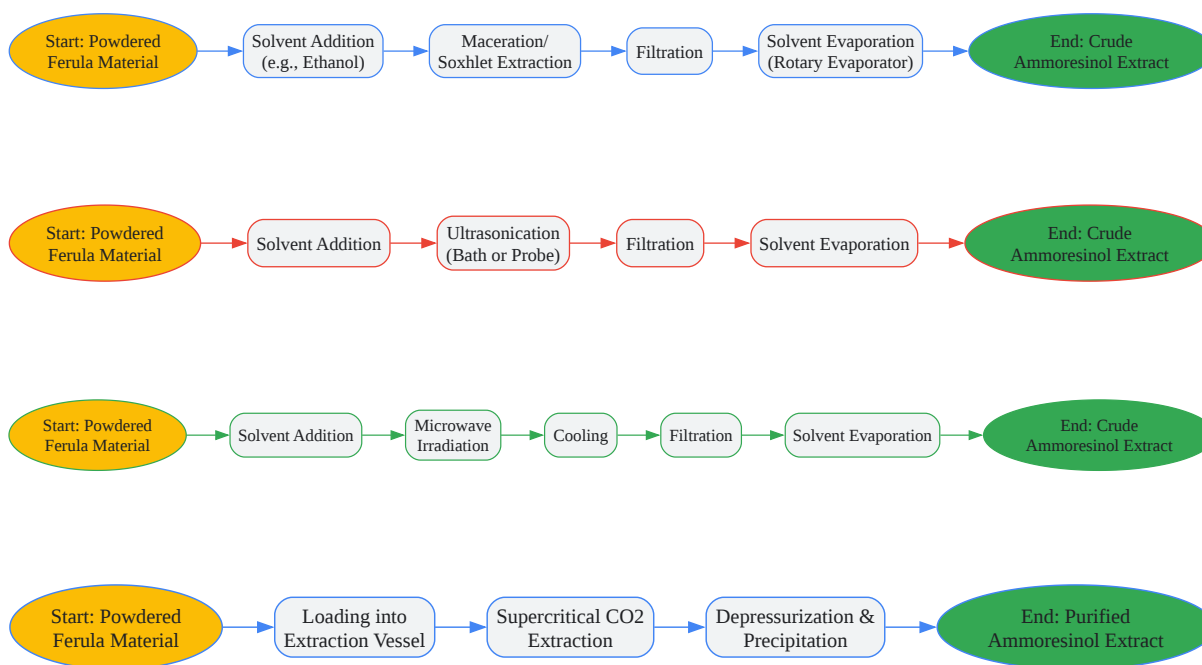 Start: Powdered
Ferula Material
Solvent Addition
(e.g., Ethanol)
Maceration/
Soxhlet Extraction
Filtration
Solvent Evaporation
(Rotary Evaporator)
End: Crude
Ammoresinol Extract
Start: Powdered
Ferula Material
Solvent Addition
Ultrasonication
(Bath or Probe)
Filtration
Solvent Evaporation
End: Crude
Ammoresinol Extract
Start: Powdered
Ferula Material
Solvent Addition
Microwave
Irradiation
Cooling
Filtration
Solvent Evaporation
End: Crude
Ammoresinol Extract
Start: Powdered
Ferula Material
Loading into
Extraction Vessel
Supercritical CO2
Extraction
Depressurization &
Precipitation
End: Purified
Ammoresinol Extract